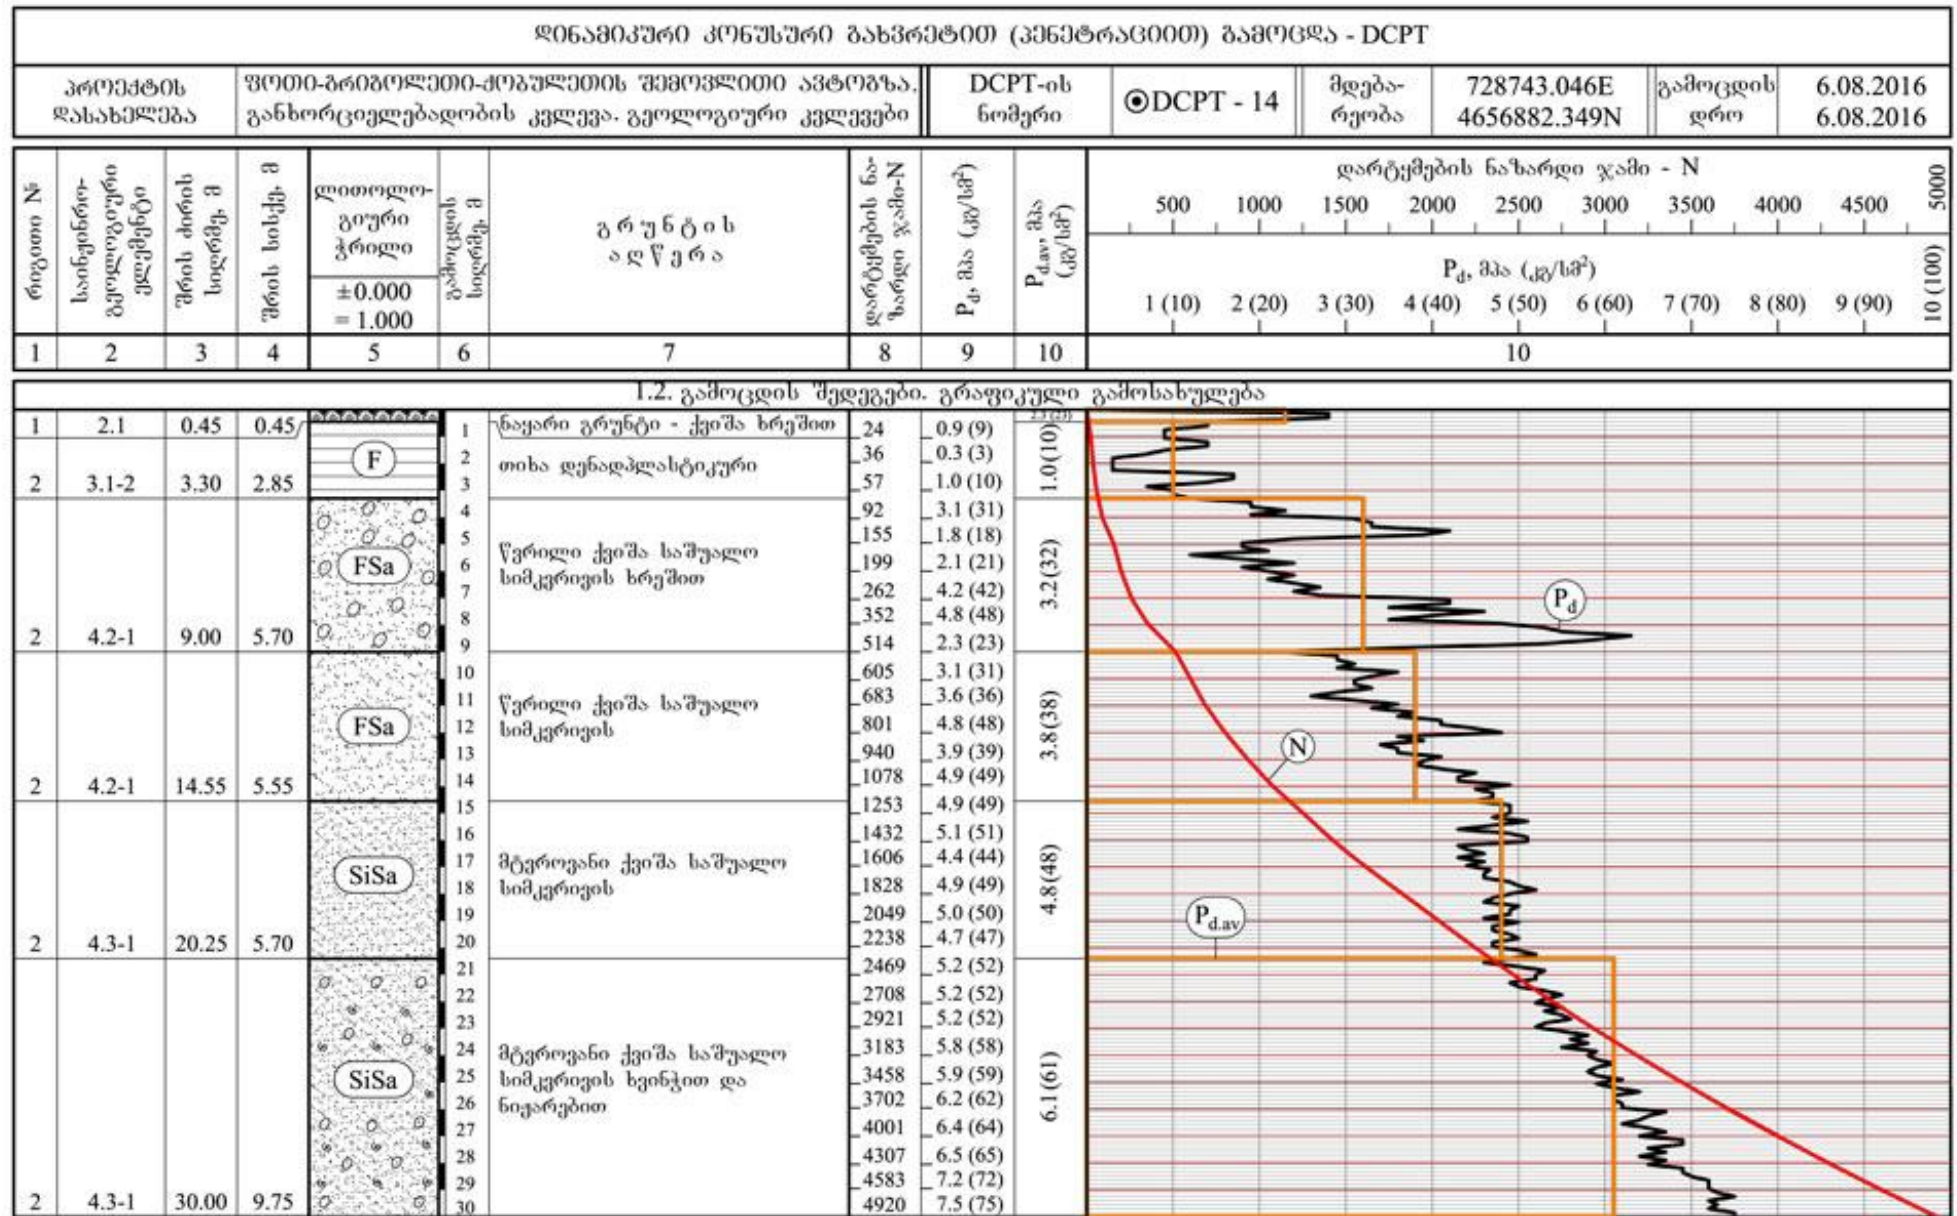 ᲓᲘᲜᲐᲛᲘᲙᲣᲠᲘ ᲙᲝᲜᲣᲡᲣᲠᲘ ᲒᲐᲮᲕᲠᲔᲢᲘᲗ (ᲞᲔᲜᲔᲢᲠᲐᲪᲘᲘᲗ) ᲒᲐᲛᲝᲪᲓᲐ - DCPT
ᲞᲠᲝᲔᲥᲢᲘᲡ
ᲓᲐᲡᲐᲮᲔᲚᲔᲑᲐ
ᲤᲝᲗᲘ-ᲒᲠᲘᲒᲝᲚᲔᲗᲘ-ᲥᲝᲑᲣᲚᲔᲗᲘᲡ ᲨᲔᲛᲝᲕᲚᲘᲗᲘ ᲐᲕᲢᲝᲒᲖᲐ.
განხორციელებადობის კვლევა. გეოლოგიური კვლევები
DCPT-ის
ნომერი
DCPT - 14
მდება-
რეობა
728743.046E
4656882.349N
გამოცდის
დრო
6.08.2016
6.08.2016
რიგითი №
საინჟინრო-
გეოლოგიური
ელემენტი
შრის ძირის
სიღრმე, მ
შრის სისქე, მ
ლითოლო-
გიური
ჭრილი
±0.000
= 1.000
გამოცდის
სიღრმე, მ
გრუნტის
აღწერა
დარტყმების ნა-
ზარდი ჯამი-N
Pd, მპა (კგ/სმ²)
Pd.av, მპა
(კგ/სმ²)
დარტყმების ნაზარდი ჯამი - N
500 1000 1500 2000 2500 3000 3500 4000 4500 5000
Pd, მპა (კგ/სმ²)
1 (10) 2 (20) 3 (30) 4 (40) 5 (50) 6 (60) 7 (70) 8 (80) 9 (90) 10 (100)
1 2 3 4 5 6 7 8 9 10 10
1.2. გამოცდის შედეგები. გრაფიკული გამოსახულება
1 2.1 0.45 0.45 ნაყარი გრუნტი - ქვიშა ხრეშით 2.3 (23)
1 24 0.9 (9)
F
2 თიხა დენადპლასტიკური 36 0.3 (3) 1.0 (10)
2 3.1-2 3.30 2.85 3 57 1.0 (10)
4 92 3.1 (31)
5 155 1.8 (18)
FSa
წვრილი ქვიშა საშუალო
სიმკვრივის ხრეშით
6 199 2.1 (21) 3.2 (32)
7 262 4.2 (42)
8 352 4.8 (48)
Pd
2 4.2-1 9.00 5.70 9 514 2.3 (23)
10 605 3.1 (31)
11 683 3.6 (36)
FSa
წვრილი ქვიშა საშუალო
სიმკვრივის
12 801 4.8 (48) 3.8 (38)
13 940 3.9 (39)
N
2 4.2-1 14.55 5.55 14 1078 4.9 (49)
15 1253 4.9 (49)
16 1432 5.1 (51)
17 1606 4.4 (44)
SiSa
მტვროვანი ქვიშა საშუალო
სიმკვრივის
18 1828 4.9 (49) 4.8 (48)
19 2049 5.0 (50)
Pd.av
2 4.3-1 20.25 5.70 20 2238 4.7 (47)
21 2469 5.2 (52)
22 2708 5.2 (52)
23 2921 5.2 (52)
24 3183 5.8 (58)
SiSa
მტვროვანი ქვიშა საშუალო
სიმკვრივის ხვინჭით და
ნიჟარებით
25 3458 5.9 (59) 6.1 (61)
26 3702 6.2 (62)
27 4001 6.4 (64)
28 4307 6.5 (65)
29 4583 7.2 (72)
2 4.3-1 30.00 9.75 30 4920 7.5 (75)